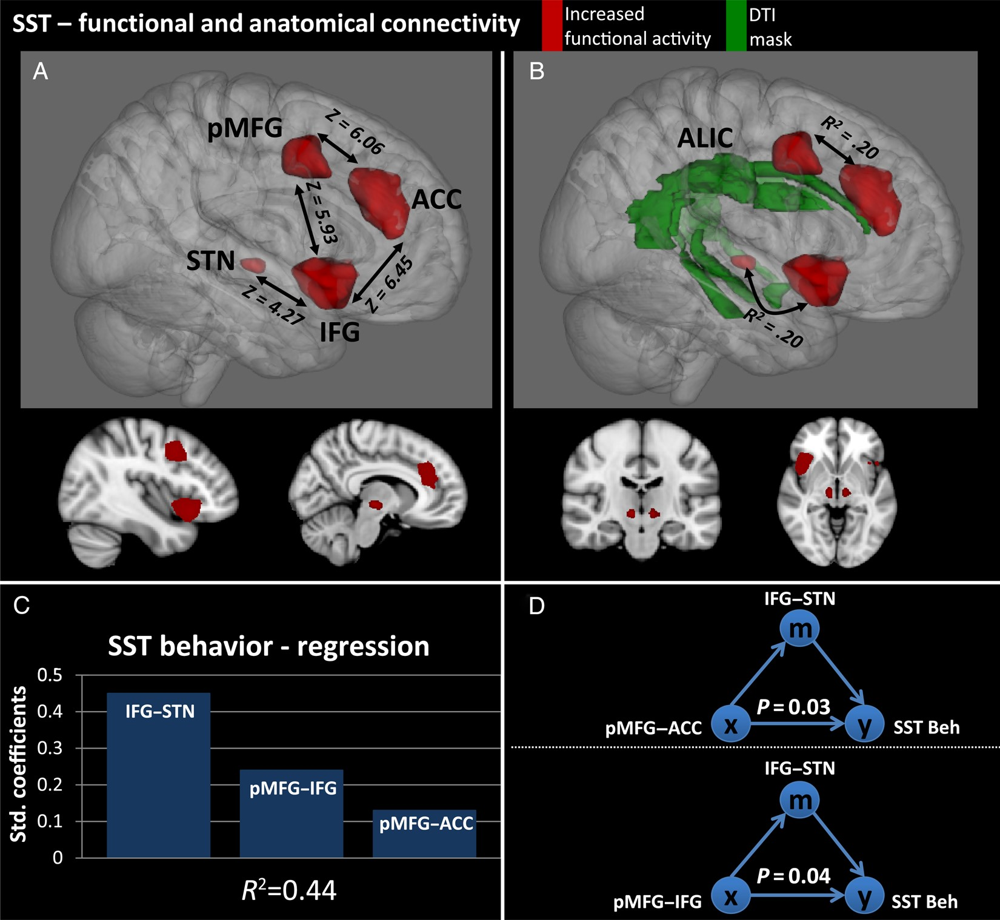 SST – functional and anatomical connectivity
Increased
functional activity
DTI
mask
A
pMFG
Z = 6.06
ACC
Z = 5.93
STN
Z = 4.27
Z = 6.45
IFG
B
ALIC
R² = .20
R² = .20
C
SST behavior - regression
Std. coefficients
0.5
0.4
0.3
0.2
0.1
0
IFG–STN
pMFG–IFG
pMFG–ACC
R²=0.44
D
IFG–STN
m
P = 0.03
pMFG–ACC
x
y
SST Beh
IFG–STN
m
P = 0.04
pMFG–IFG
x
y
SST Beh